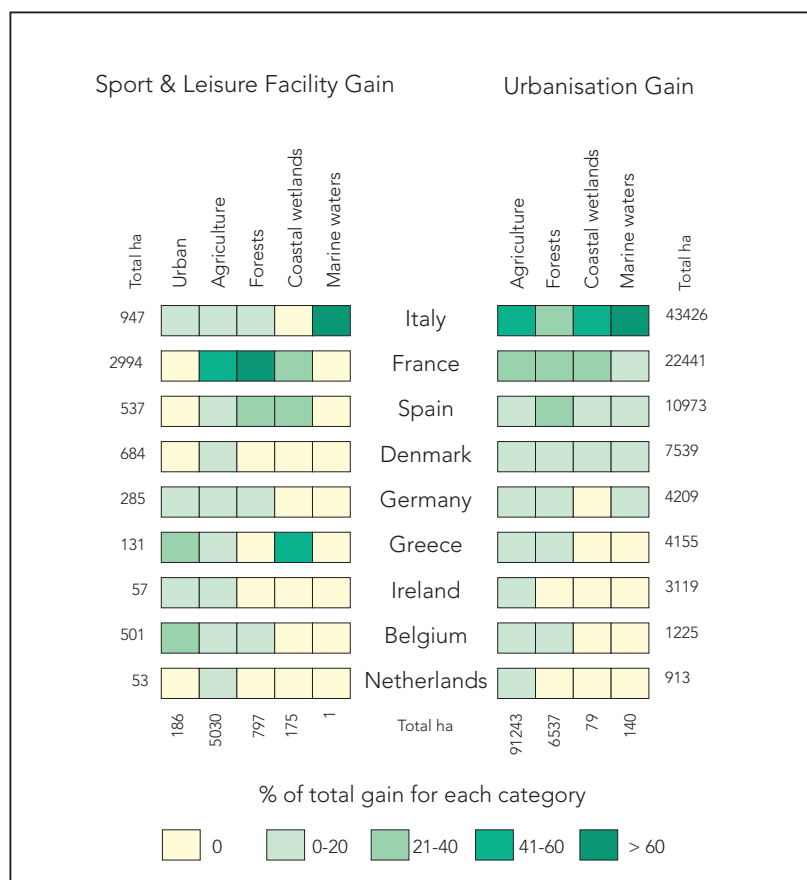 Sport & Leisure Facility Gain
Urbanisation Gain
Total ha
Urban
Agriculture
Forests
Coastal wetlands
Marine waters
Agriculture
Forests
Coastal wetlands
Marine waters
Total ha
947 Italy 43426
2994 France 22441
537 Spain 10973
684 Denmark 7539
285 Germany 4209
131 Greece 4155
57 Ireland 3119
501 Belgium 1225
53 Netherlands 913
186 5030 797 175 1 Total ha 91243 6537 79 140
% of total gain for each category
0 0-20 21-40 41-60 > 60